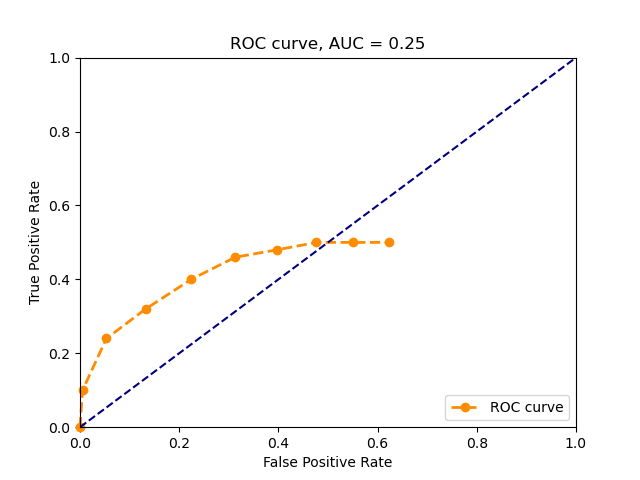 ROC curve, AUC = 0.25
1.0
0.8
0.6
0.4
0.2
0.0
True Positive Rate
ROC curve
0.0 0.2 0.4 0.6 0.8 1.0
False Positive Rate